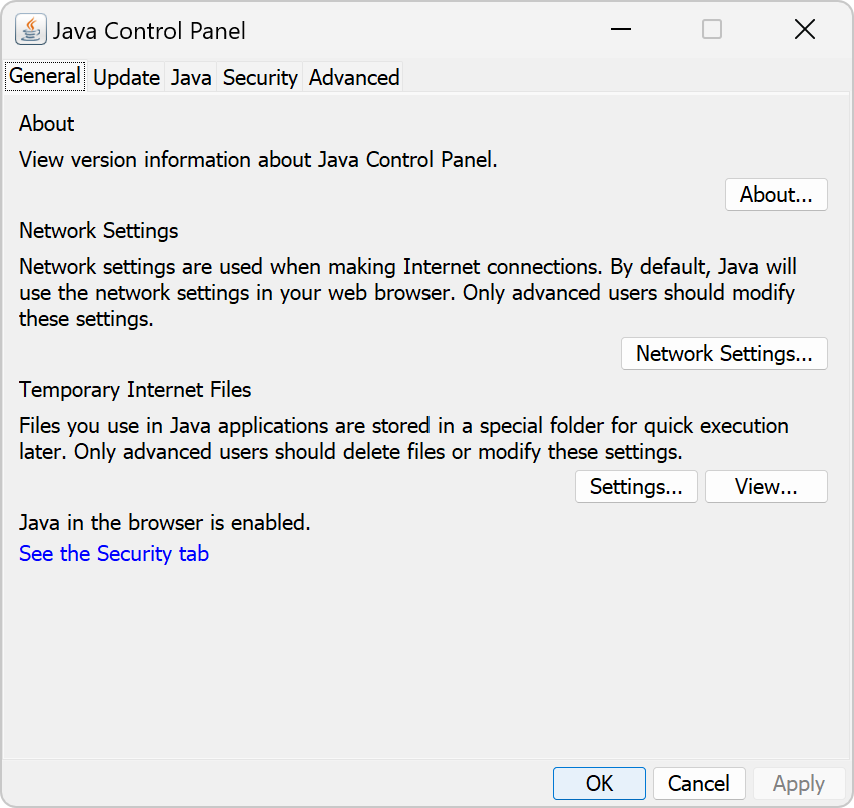 Java Control Panel
General Update Java Security Advanced
About
View version information about Java Control Panel.
About...
Network Settings
Network settings are used when making Internet connections. By default, Java will
use the network settings in your web browser. Only advanced users should modify
these settings.
Network Settings...
Temporary Internet Files
Files you use in Java applications are stored in a special folder for quick execution
later. Only advanced users should delete files or modify these settings.
Settings... View...
Java in the browser is enabled.
See the Security tab
OK Cancel Apply